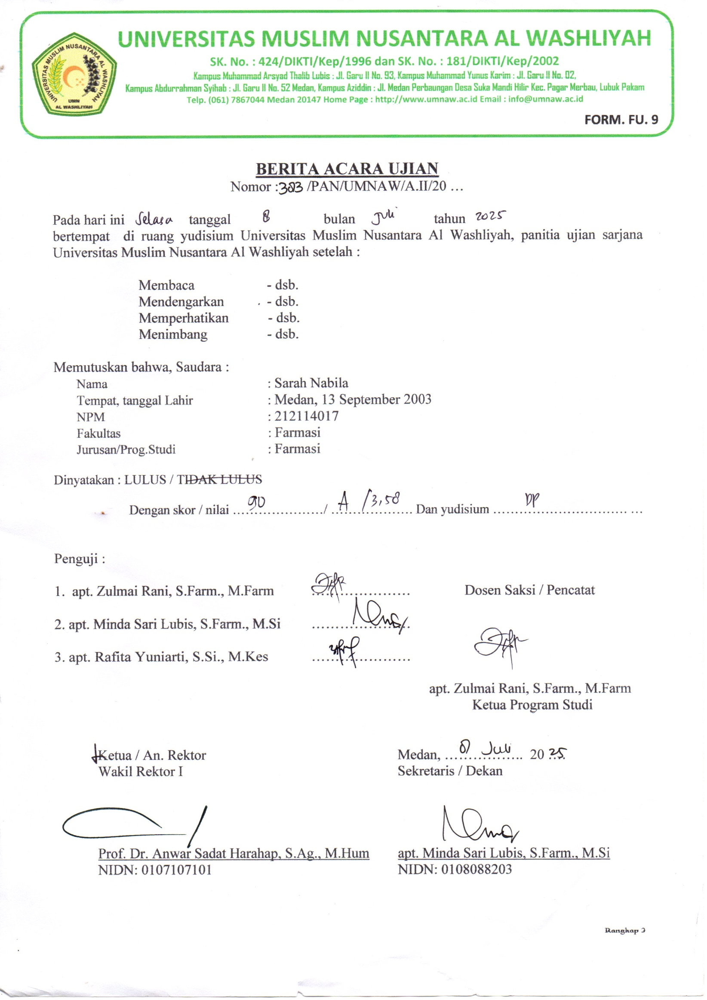 UNIVERSITAS MUSLIM NUSANTARA AL WASHLIYAH
UNIVERSITAS MUSLIM NUSANTARA AL WASHLIYAH
UMN
AL WASHLIYAH
SK. No. : 424/DIKTI/Kep/1996 dan SK. No. : 181/DIKTI/Kep/2002
Kampus Muhammad Arsyad Thalib Lubis : Jl. Garu II No. 93, Kampus Muhammad Yunus Karim : Jl. Garu II No. 02,
Kampus Abdurrahman Syihab : Jl. Garu II No. 52 Medan, Kampus Aziddin : Jl. Medan Perbaungan Desa Suka Mandi Hilir Kec. Pagar Merbau, Lubuk Pakam
Telp. (061) 7867044 Medan 20147 Home Page : http://www.umnaw.ac.id Email : info@umnaw.ac.id
FORM. FU. 9
BERITA ACARA UJIAN
Nomor : /PAN/UMNAW/A.II/20 ...
Pada hari ini Selasa tanggal 8 bulan Juli tahun 2025
bertempat di ruang yudisium Universitas Muslim Nusantara Al Washliyah, panitia ujian sarjana
Universitas Muslim Nusantara Al Washliyah setelah :
Membaca - dsb.
Mendengarkan - dsb.
Memperhatikan - dsb.
Menimbang - dsb.
Memutuskan bahwa, Saudara :
Nama : Sarah Nabila
Tempat, tanggal Lahir : Medan, 13 September 2003
NPM : 212114017
Fakultas : Farmasi
Jurusan/Prog.Studi : Farmasi
Dinyatakan : LULUS / TIDAK LULUS
Dengan skor / nilai ... 90 ... / ... A /3,58 ... Dan yudisium ... DP ...
Penguji :
1. apt. Zulmai Rani, S.Farm., M.Farm ........................ Dosen Saksi / Pencatat
2. apt. Minda Sari Lubis, S.Farm., M.Si ........................
3. apt. Rafita Yuniarti, S.Si., M.Kes ........................
apt. Zulmai Rani, S.Farm., M.Farm
Ketua Program Studi
Ketua / An. Rektor
Wakil Rektor I
Medan, 8 Juli 2025
Sekretaris / Dekan
Prof. Dr. Anwar Sadat Harahap, S.Ag., M.Hum
NIDN: 0107107101
apt. Minda Sari Lubis, S.Farm., M.Si
NIDN: 0108088203
Rangkap 3